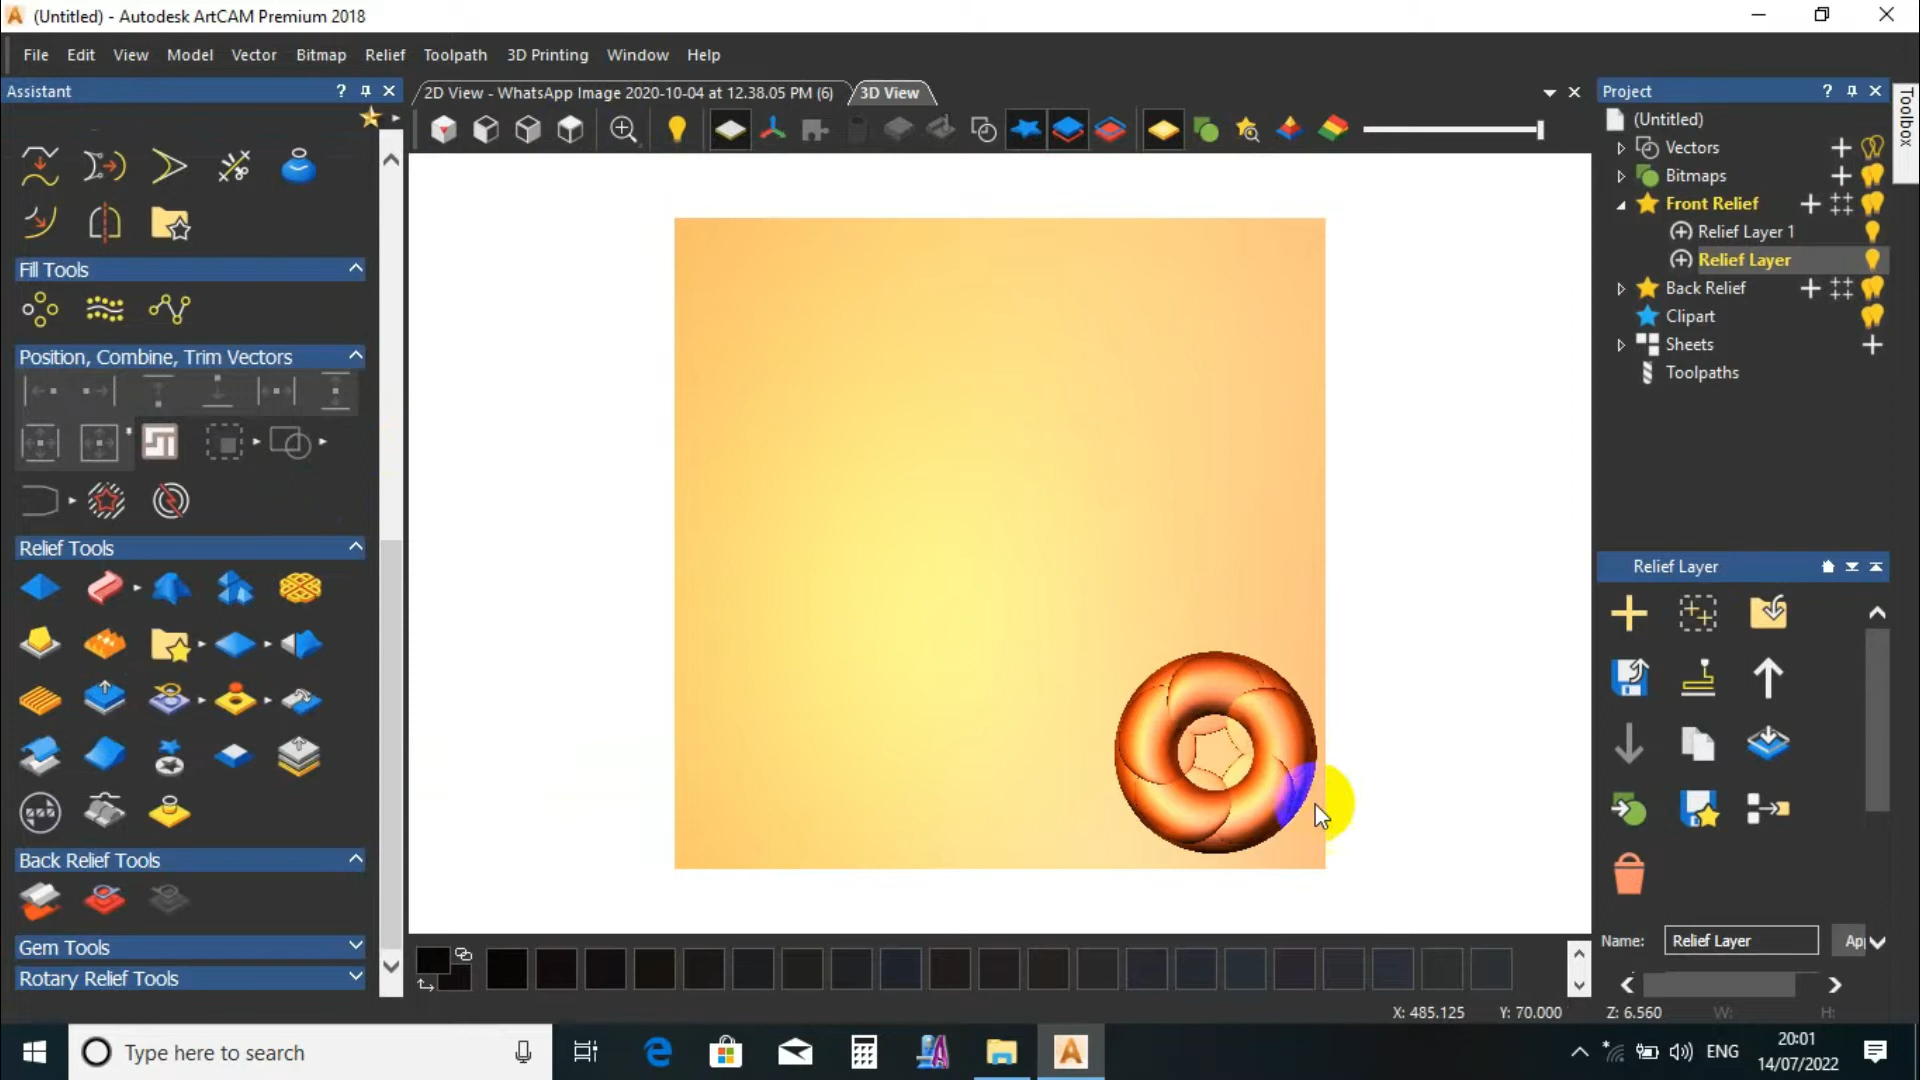 (Untitled) - Autodesk ArtCAM Premium 2018
File Edit View Model Vector Bitmap Relief Toolpath 3D Printing Window Help
Assistant
2D View - WhatsApp Image 2020-10-04 at 12.38.05 PM (6)
3D View
Project
Toolbox
(Untitled)
Vectors
Bitmaps
Front Relief
Relief Layer 1
Relief Layer
Back Relief
Clipart
Sheets
Toolpaths
Fill Tools
Position, Combine, Trim Vectors
Relief Tools
Back Relief Tools
Gem Tools
Rotary Relief Tools
Relief Layer
Name: Relief Layer Ap
X: 485.125 Y: 70.000 Z: 6.560 W: H:
Type here to search
ENG
20:01
14/07/2022